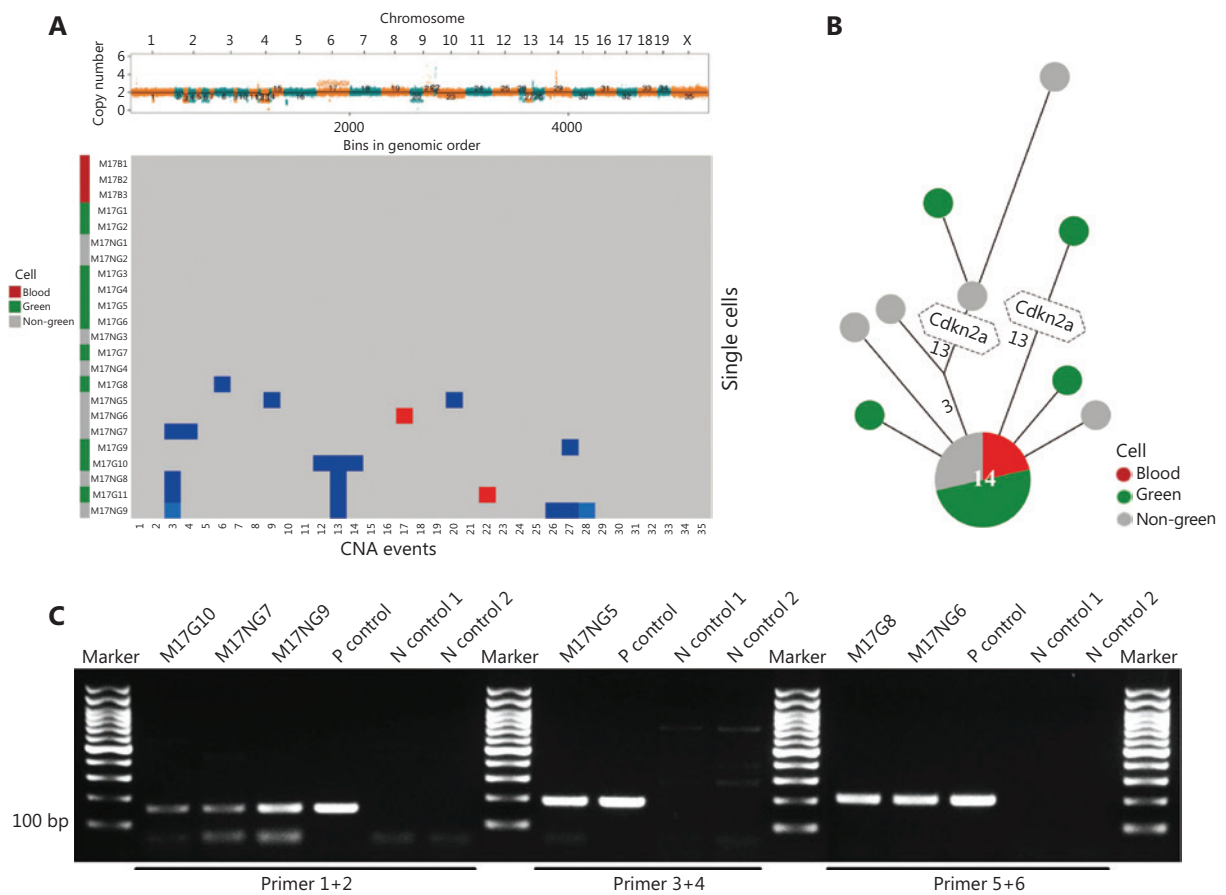 A
Chromosome
1 2 3 4 5 6 7 8 9 10 11 12 13 14 15 16 17 18 19 X
Copy number
6
4
2
0
2000 4000
Bins in genomic order
M17B1
M17B2
M17B3
M17G1
M17G2
M17NG1
M17NG2
M17G3
M17G4
M17G5
M17G6
M17NG3
M17G7
M17NG4
M17G8
M17NG5
M17NG6
M17NG7
M17G9
M17G10
M17NG8
M17G11
M17NG9
Cell
Blood
Green
Non-green
Single cells
1 2 3 4 5 6 7 8 9 10 11 12 13 14 15 16 17 18 19 20 21 22 23 24 25 26 27 28 29 30 31 32 33 34 35
CNA events
B
Cdkn2a
Cdkn2a
13
13
3
14
Cell
Blood
Green
Non-green
C
Marker M17G10 M17NG7 M17NG9 P control N control 1 N control 2 Marker M17NG5 P control N control 1 N control 2 Marker M17G8 M17NG6 P control N control 1 N control 2 Marker
100 bp
Primer 1+2 Primer 3+4 Primer 5+6